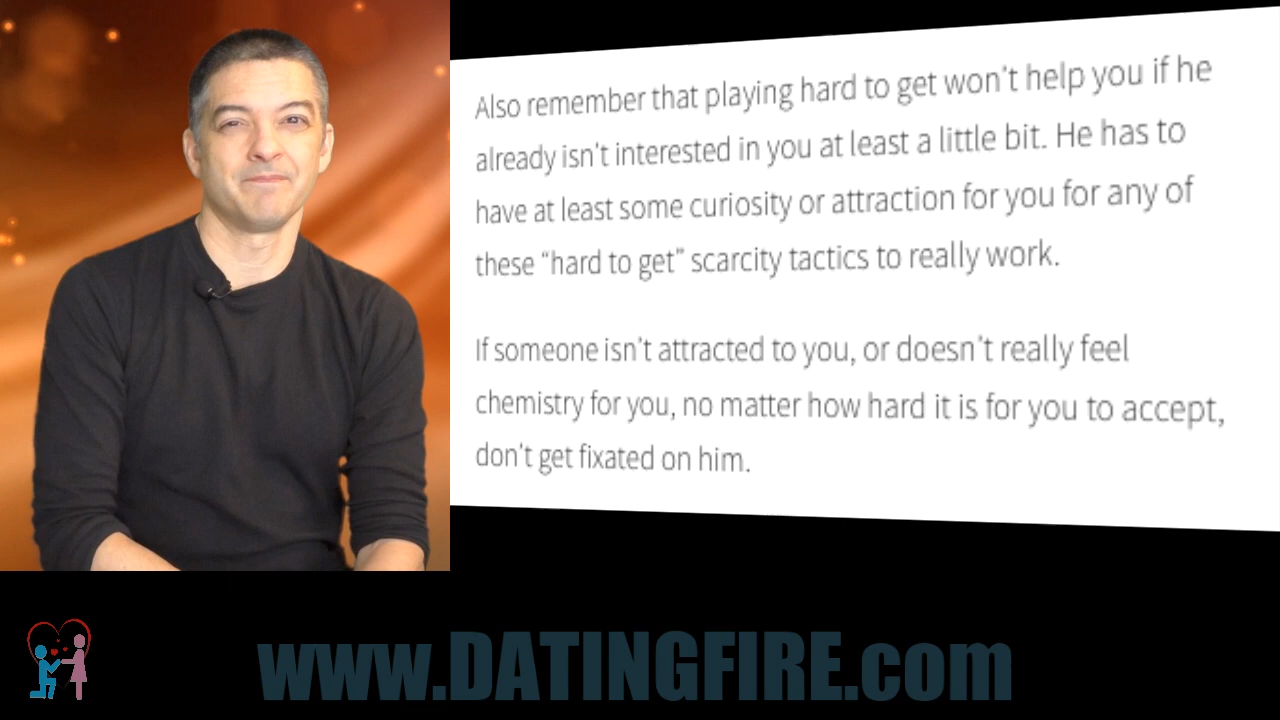 Also remember that playing hard to get won't help you if he
already isn't interested in you at least a little bit. He has to
have at least some curiosity or attraction for you for any of
these “hard to get” scarcity tactics to really work.
If someone isn't attracted to you, or doesn't really feel
chemistry for you, no matter how hard it is for you to accept,
don't get fixated on him.
www.DATINGFIRE.com